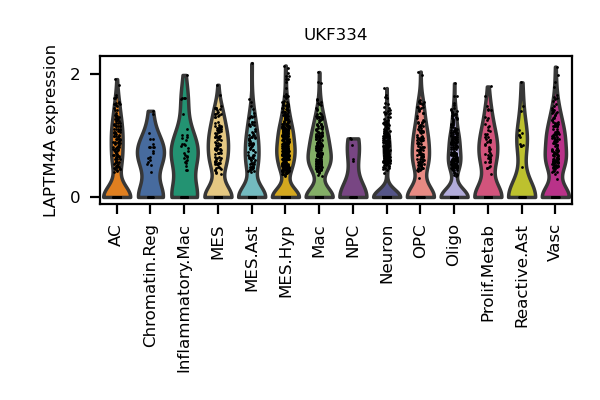 UKF334
LAPTM4A expression
2
0
AC
Chromatin.Reg
Inflammatory.Mac
MES
MES.Ast
MES.Hyp
Mac
NPC
Neuron
OPC
Oligo
Prolif.Metab
Reactive.Ast
Vasc